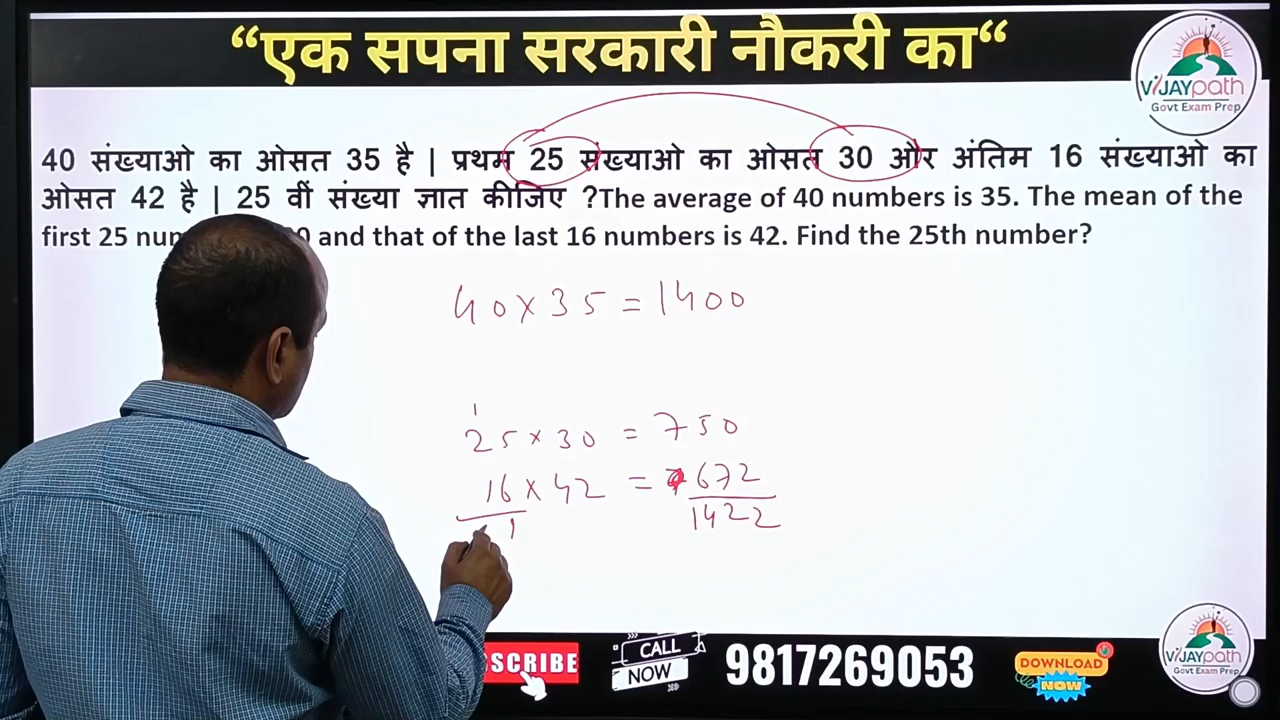 “एक सपना सरकारी नौकरी का“
ViJAYpath
Govt Exam Prep
40 संख्याओ का ओसत 35 है | प्रथम 25 संख्याओ का ओसत 30 और अंतिम 16 संख्याओ का
ओसत 42 है | 25 वीं संख्या ज्ञात कीजिए ?The average of 40 numbers is 35. The mean of the
first 25 and that of the last 16 numbers is 42. Find the 25th number?
40 x 35 = 1400
1
25 x 30 = 750
16 x 42 = 672
1 1422
SCRIBE
CALL
NOW
9817269053
DOWNLOAD
NOW
ViJAYpath
Govt Exam Prep